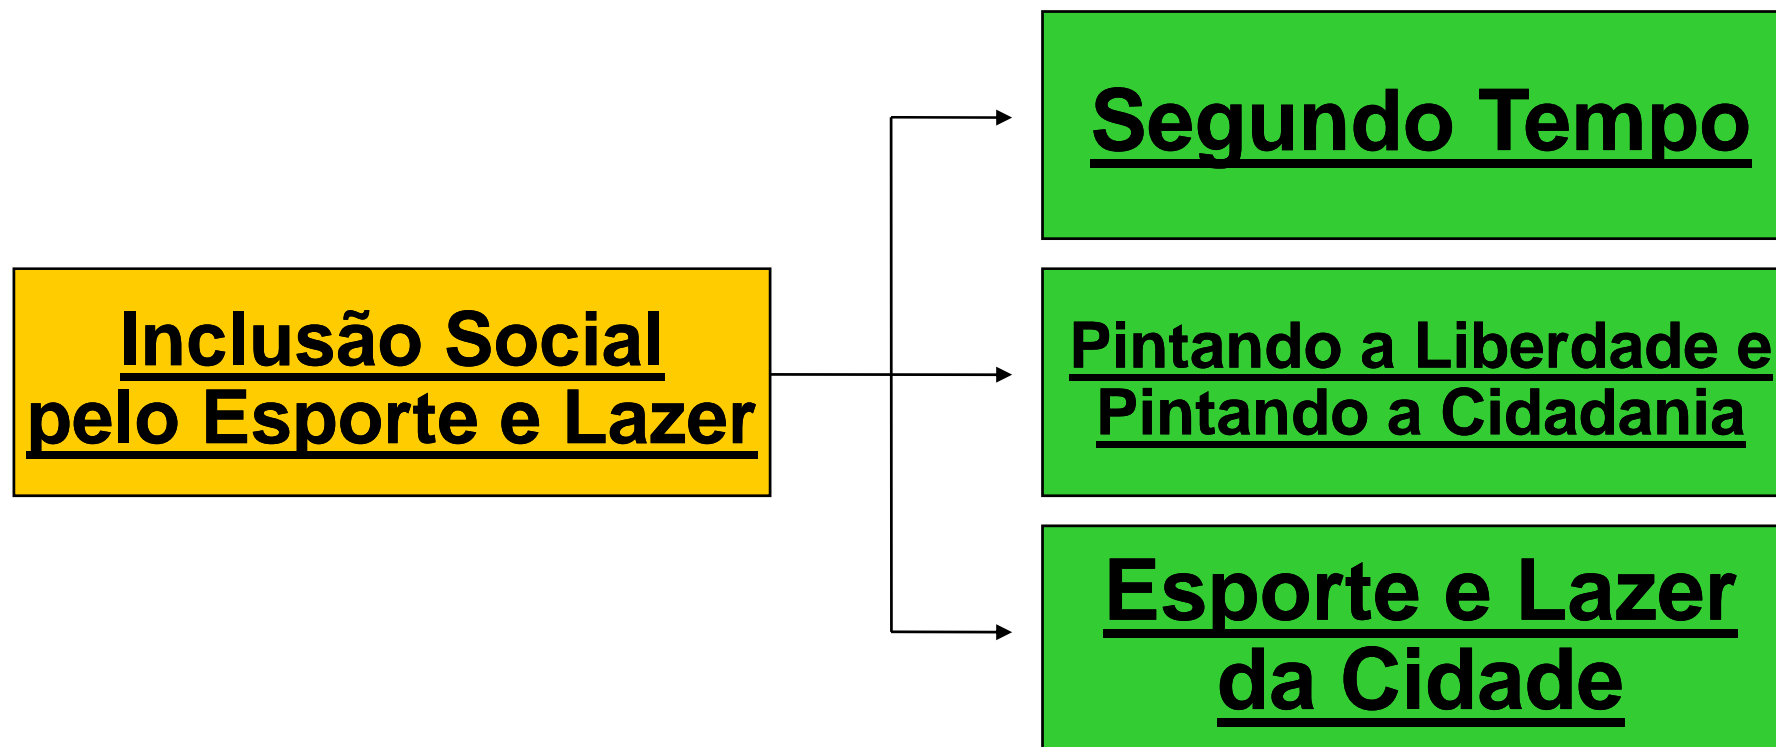 Segundo Tempo
Inclusão Social
pelo Esporte e Lazer
Pintando a Liberdade e
Pintando a Cidadania
Esporte e Lazer
da Cidade